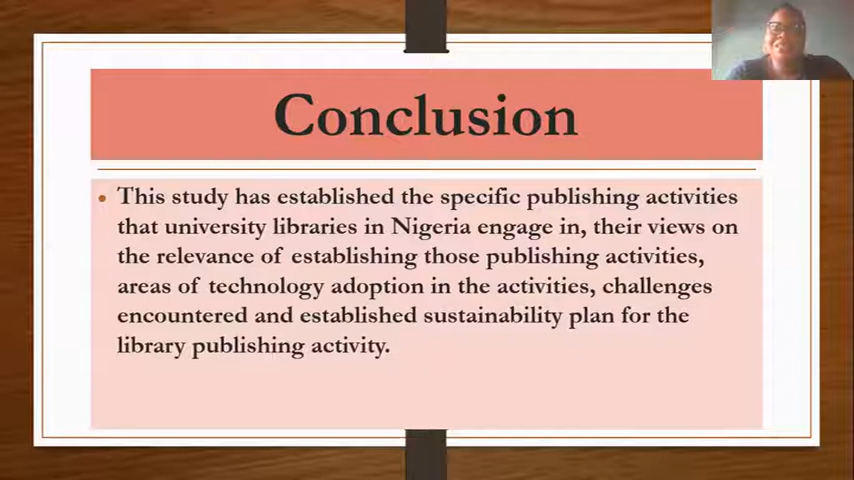 Conclusion
• This study has established the specific publishing activities
that university libraries in Nigeria engage in, their views on
the relevance of establishing those publishing activities,
areas of technology adoption in the activities, challenges
encountered and established sustainability plan for the
library publishing activity.